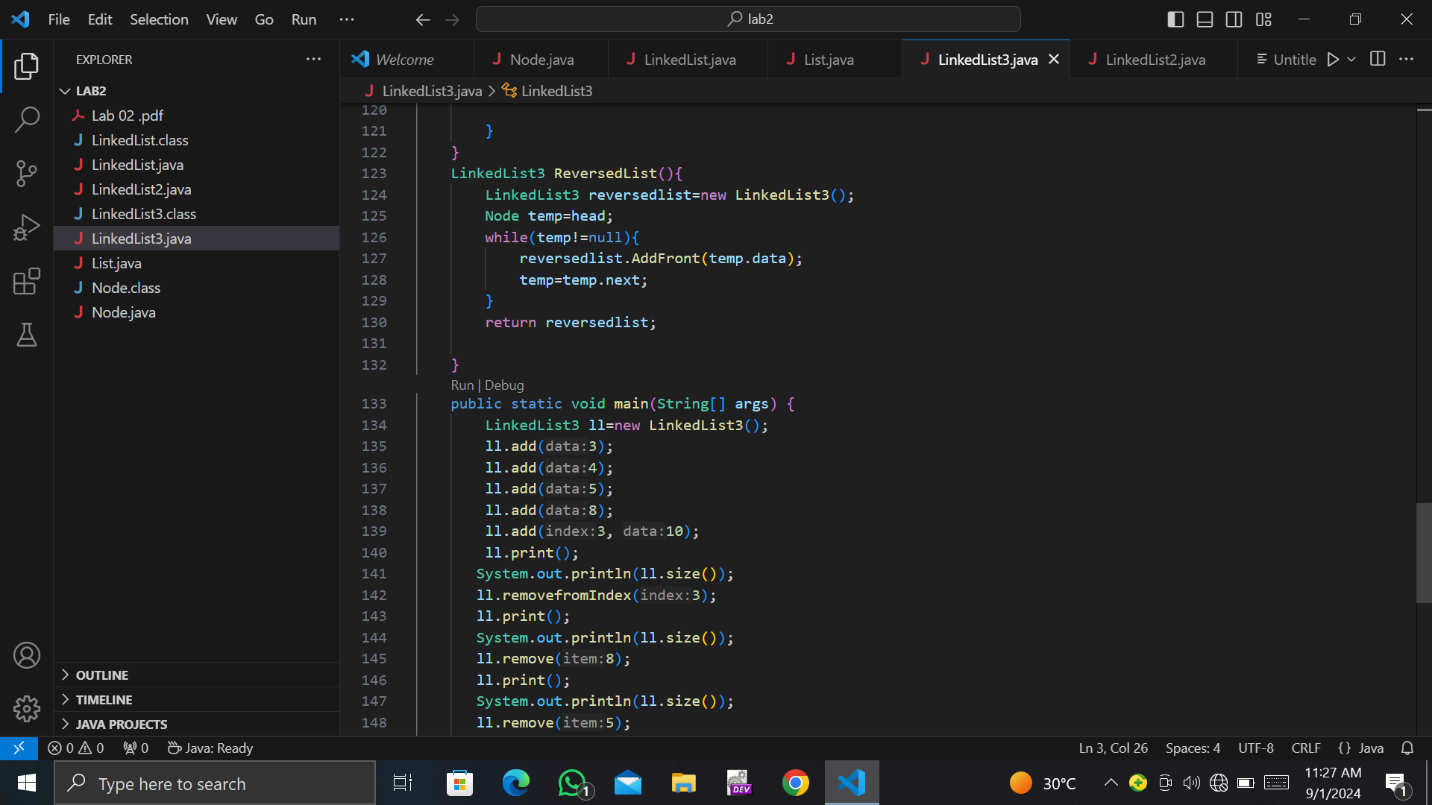 File Edit Selection View Go Run ··· lab2
EXPLORER ···
Welcome Node.java LinkedList.java List.java LinkedList3.java LinkedList2.java Untitle ···
LAB2
Lab 02 .pdf
LinkedList.class
LinkedList.java
LinkedList2.java
LinkedList3.class
LinkedList3.java
List.java
Node.class
Node.java
OUTLINE
TIMELINE
JAVA PROJECTS
LinkedList3.java > LinkedList3
120
121 }
122 }
123 LinkedList3 ReversedList(){
124 LinkedList3 reversedlist=new LinkedList3();
125 Node temp=head;
126 while(temp!=null){
127 reversedlist.AddFront(temp.data);
128 temp=temp.next;
129 }
130 return reversedlist;
131
132 }
Run | Debug
133 public static void main(String[] args) {
134 LinkedList3 ll=new LinkedList3();
135 ll.add(data:3);
136 ll.add(data:4);
137 ll.add(data:5);
138 ll.add(data:8);
139 ll.add(index:3, data:10);
140 ll.print();
141 System.out.println(ll.size());
142 ll.removefromIndex(index:3);
143 ll.print();
144 System.out.println(ll.size());
145 ll.remove(item:8);
146 ll.print();
147 System.out.println(ll.size());
148 ll.remove(item:5);
0 0 0 Java: Ready Ln 3, Col 26 Spaces: 4 UTF-8 CRLF {} Java
Type here to search 1 DEV 30°C 11:27 AM
9/1/2024 1